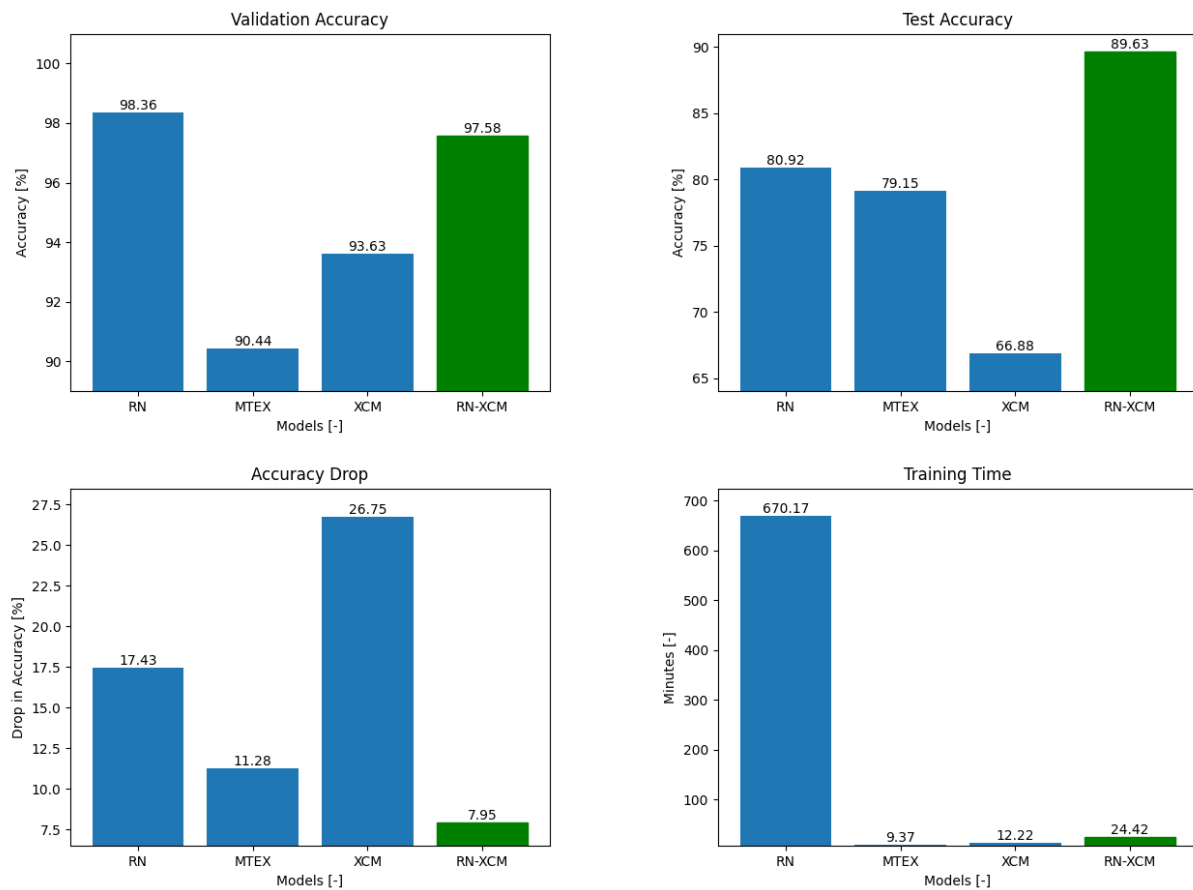 Validation Accuracy
Accuracy [%]
100
98
96
94
92
90
98.36
90.44
93.63
97.58
RN MTEX XCM RN-XCM
Models [-]
Test Accuracy
Accuracy [%]
90
85
80
75
70
65
80.92
79.15
66.88
89.63
RN MTEX XCM RN-XCM
Models [-]
Accuracy Drop
Drop in Accuracy [%]
27.5
25.0
22.5
20.0
17.5
15.0
12.5
10.0
7.5
17.43
11.28
26.75
7.95
RN MTEX XCM RN-XCM
Models [-]
Training Time
Minutes [-]
700
600
500
400
300
200
100
670.17
9.37
12.22
24.42
RN MTEX XCM RN-XCM
Models [-]